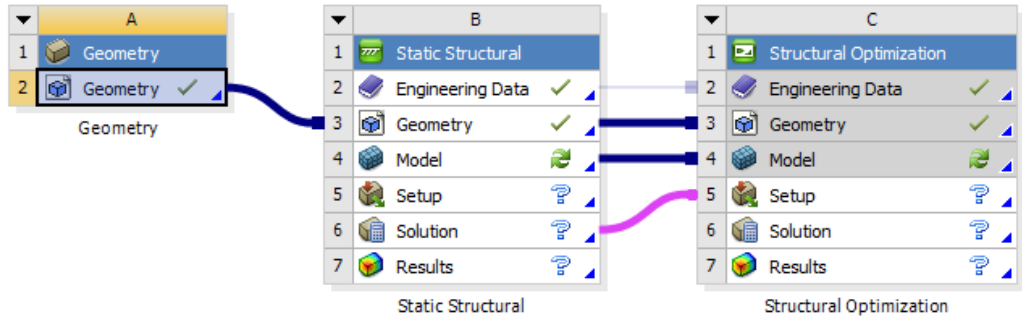 A
1 Geometry
2 Geometry
Geometry
B
1 Static Structural
2 Engineering Data
3 Geometry
4 Model
5 Setup
6 Solution
7 Results
Static Structural
C
1 Structural Optimization
2 Engineering Data
3 Geometry
4 Model
5 Setup
6 Solution
7 Results
Structural Optimization